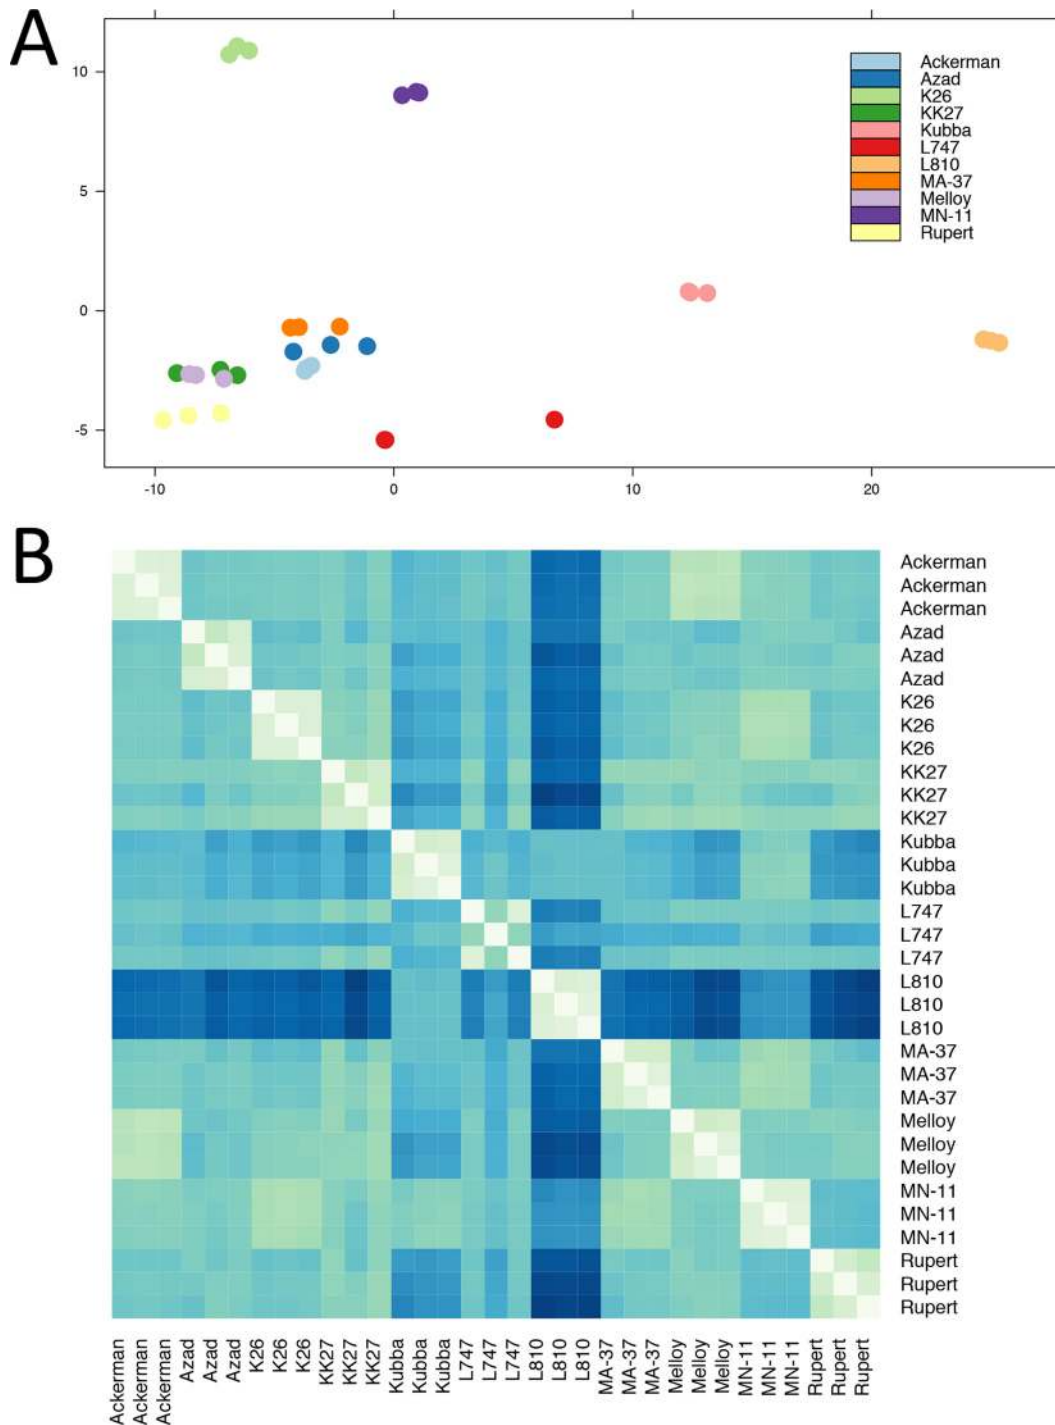 A
10
5
0
-5
-10
0
10
20
Ackerman
Azad
K26
KK27
Kubba
L747
L810
MA-37
Melloy
MN-11
Rupert
B
Ackerman
Ackerman
Ackerman
Azad
Azad
Azad
K26
K26
K26
KK27
KK27
KK27
Kubba
Kubba
Kubba
L747
L747
L747
L810
L810
L810
MA-37
MA-37
MA-37
Melloy
Melloy
Melloy
MN-11
MN-11
MN-11
Rupert
Rupert
Rupert
Ackerman
Ackerman
Ackerman
Azad
Azad
Azad
K26
K26
K26
KK27
KK27
KK27
Kubba
Kubba
Kubba
L747
L747
L747
L810
L810
L810
MA-37
MA-37
MA-37
Melloy
Melloy
Melloy
MN-11
MN-11
MN-11
Rupert
Rupert
Rupert